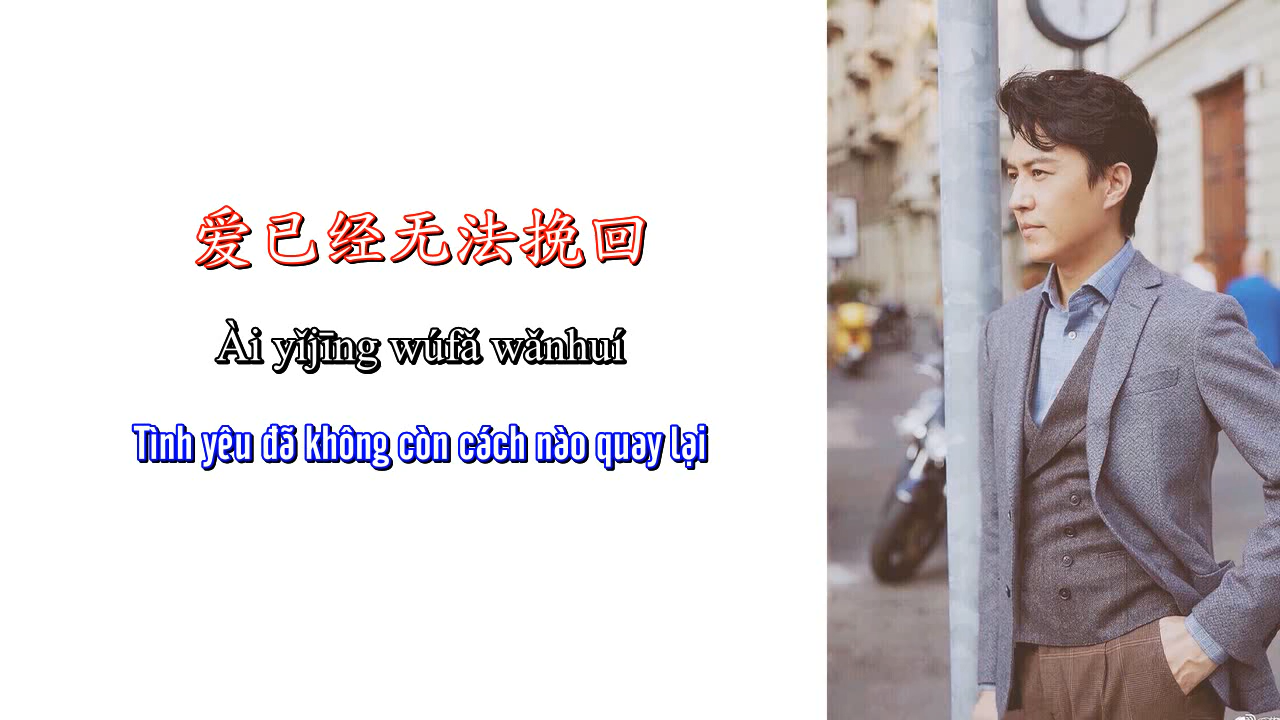 爱已经无法挽回
Ài yǐjīng wúfǎ wǎnhuí
Tình yêu đã không còn cách nào quay lại